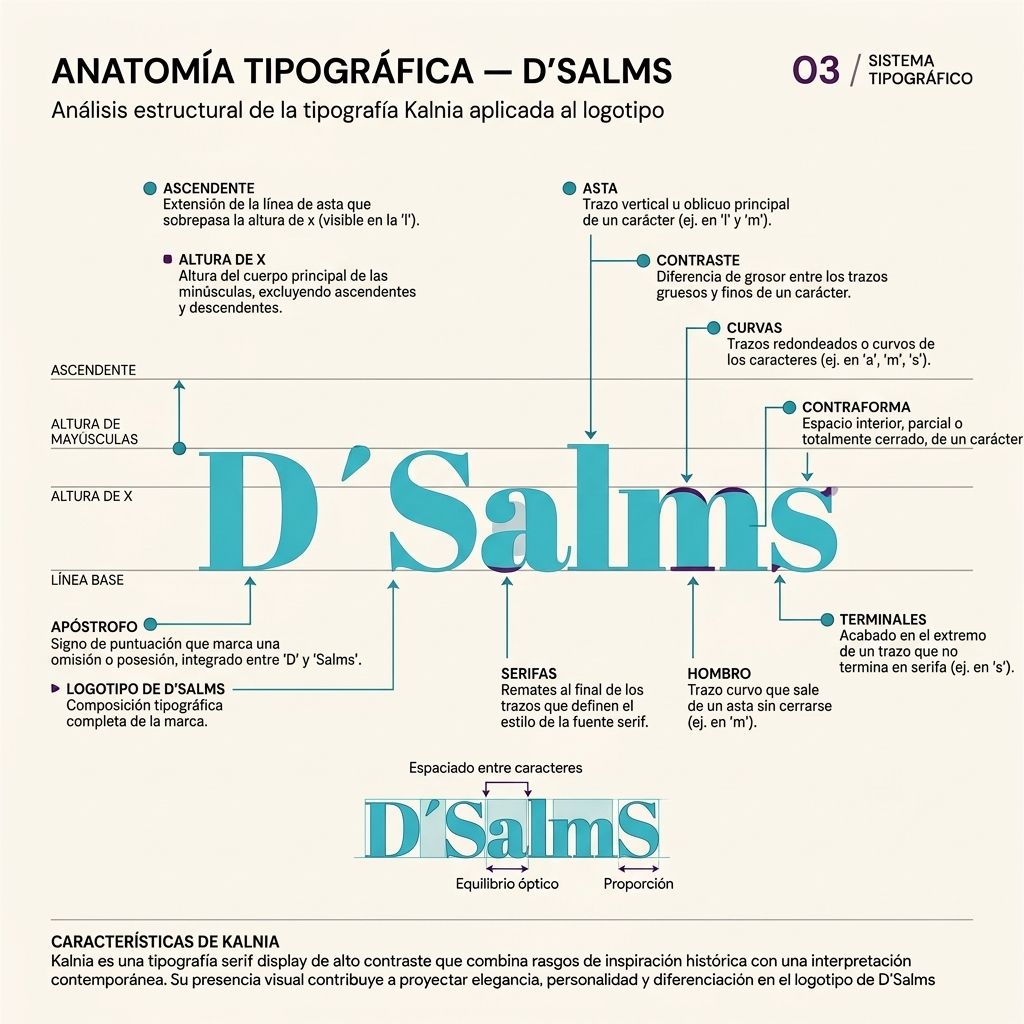 ANATOMÍA TIPOGRÁFICA — D'SALMS
Análisis estructural de la tipografía Kalnia aplicada al logotipo
03 / SISTEMA
TIPOGRÁFICO
ASCENDENTE
Extensión de la línea de asta que
sobrepasa la altura de x (visible en la 'l').
ALTURA DE X
Altura del cuerpo principal de las
minúsculas, excluyendo ascendentes
y descendentes.
ASTA
Trazo vertical u oblicuo principal
de un carácter (ej. en 'l' y 'm').
CONTRASTE
Diferencia de grosor entre los trazos
gruesos y finos de un carácter.
CURVAS
Trazos redondeados o curvos de
los caracteres (ej. en 'a', 'm', 's').
CONTRAFORMA
Espacio interior, parcial o
totalmente cerrado, de un carácter
ASCENDENTE
ALTURA DE
MAYÚSCULAS
ALTURA DE X
LÍNEA BASE
D´Salms
APÓSTROFO
Signo de puntuación que marca una
omisión o posesión, integrado entre 'D' y 'Salms'.
LOGOTIPO DE D'SALMS
Composición tipográfica
completa de la marca.
SERIFAS
Remates al final de los
trazos que definen el
estilo de la fuente serif.
HOMBRO
Trazo curvo que sale
de un asta sin cerrarse
(ej. en 'm').
TERMINALES
Acabado en el extremo
de un trazo que no
termina en serifa (ej. en 's').
Espaciado entre caracteres
D´SalmS
Equilibrio óptico
Proporción
CARACTERÍSTICAS DE KALNIA
Kalnia es una tipografía serif display de alto contraste que combina rasgos de inspiración histórica con una interpretación
contemporánea. Su presencia visual contribuye a proyectar elegancia, personalidad y diferenciación en el logotipo de D'Salms